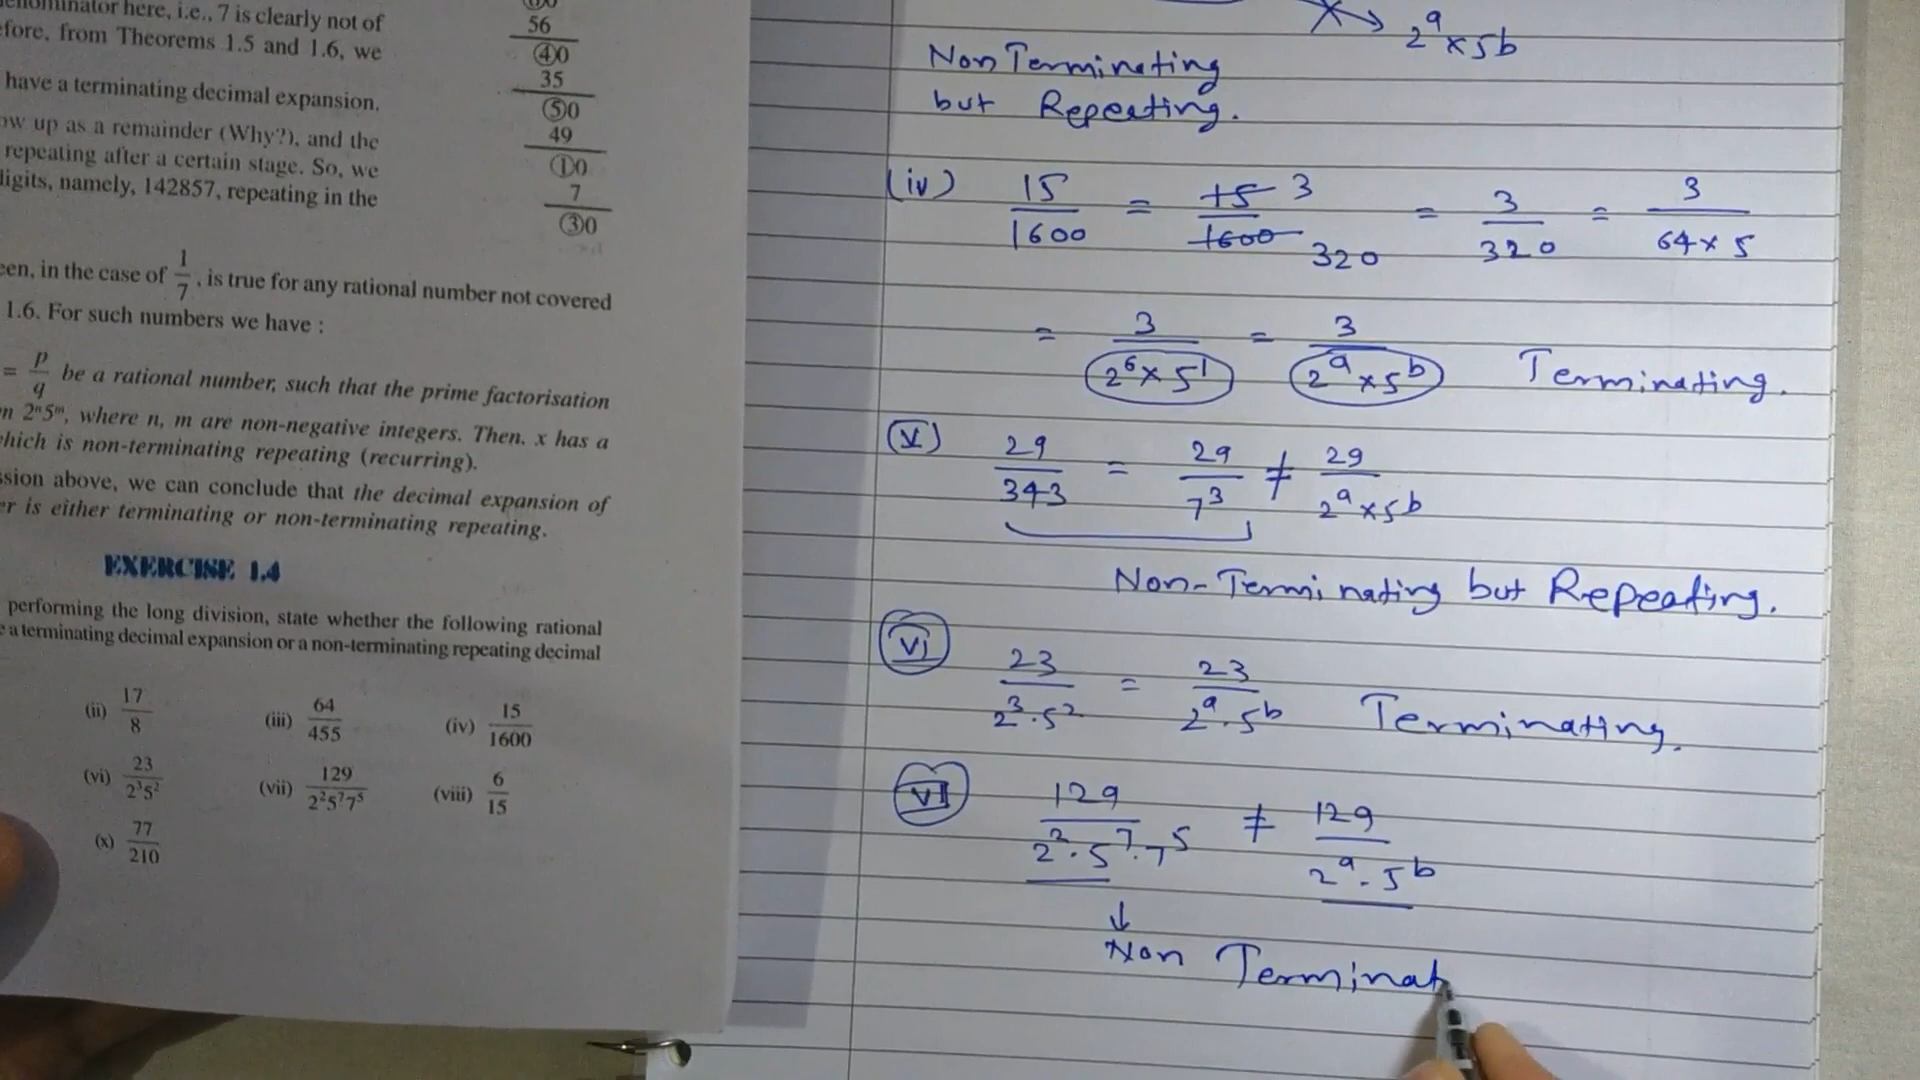 denominator here, i.e., 7 is clearly not of
efore, from Theorems 1.5 and 1.6, we
have a terminating decimal expansion.
ow up as a remainder (Why?), and the
repeating after a certain stage. So, we
digits, namely, 142857, repeating in the
56
40
35
50
49
10
7
30
een, in the case of 1/7, is true for any rational number not covered
1.6. For such numbers we have :
= p/q be a rational number, such that the prime factorisation
m 2ⁿ5ᵐ, where n, m are non-negative integers. Then, x has a
which is non-terminating repeating (recurring).
ssion above, we can conclude that the decimal expansion of
er is either terminating or non-terminating repeating.
EXERCISE 1.4
performing the long division, state whether the following rational
e a terminating decimal expansion or a non-terminating repeating decimal
(ii) 17/8 (iii) 64/455 (iv) 15/1600
(vi) 23/2³5² (vii) 129/2²5⁷7⁵ (viii) 6/15
(x) 77/210
2ᵃ×5ᵇ
Non Terminating
but Repeating.
(iv) 15/1600 = 15/1600 3/320 = 3/320 = 3/64×5
= 3/2⁶×5¹ = 3/2ᵃ×5ᵇ Terminating.
(V) 29/343 = 29/7³ ≠ 29/2ᵃ×5ᵇ
Non-Terminating but Repeating.
vi 23/2³.5² = 23/2ᵃ.5ᵇ Terminating.
VII 129/2².5⁷.7⁵ ≠ 129/2ᵃ.5ᵇ
↓
Non Terminat